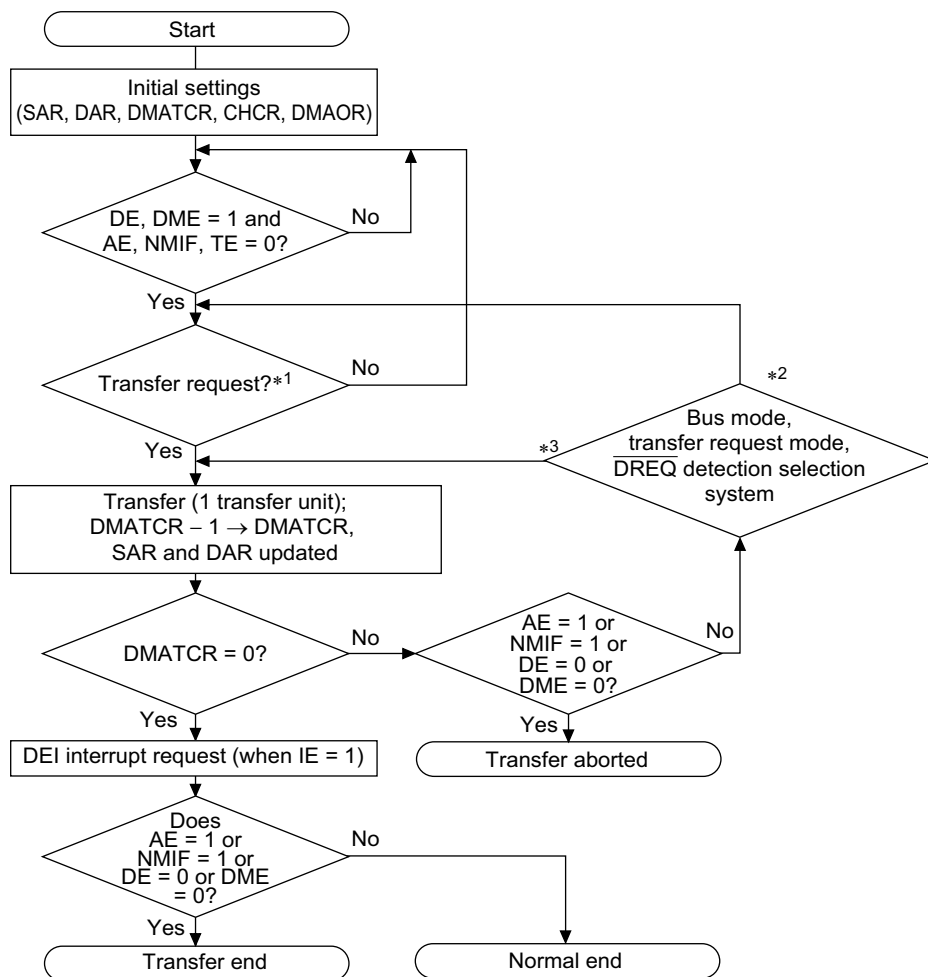 Start
Initial settings
(SAR, DAR, DMATCR, CHCR, DMAOR)
DE, DME = 1 and
AE, NMIF, TE = 0?
No
Yes
Transfer request?*1
No
Yes
*2
Bus mode,
transfer request mode,
DREQ detection selection
system
*3
Transfer (1 transfer unit);
DMATCR – 1 → DMATCR,
SAR and DAR updated
DMATCR = 0?
No
Yes
AE = 1 or
NMIF = 1 or
DE = 0 or
DME = 0?
No
Yes
Transfer aborted
DEI interrupt request (when IE = 1)
Does
AE = 1 or
NMIF = 1 or
DE = 0 or DME
= 0?
No
Yes
Transfer end
Normal end